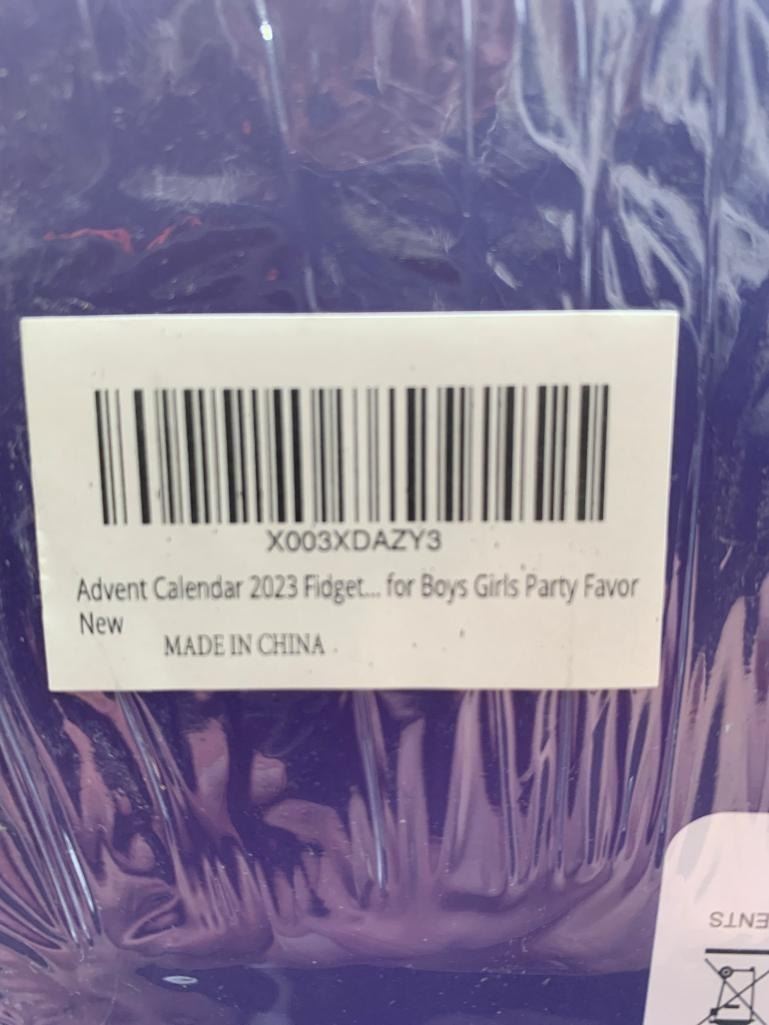 X003XDAZY3
Advent Calendar 2023 Fidget... for Boys Girls Party Favor
New
MADE IN CHINA